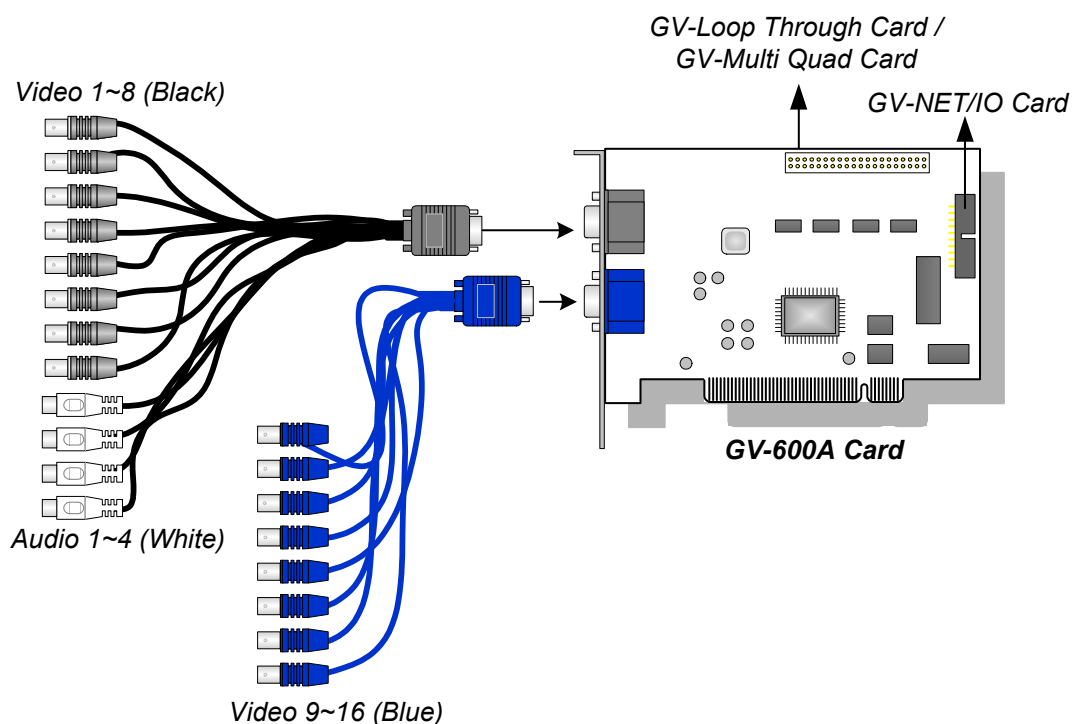 GV-Loop Through Card /
GV-Multi Quad Card
GV-NET/IO Card
Video 1~8 (Black)
GV-600A Card
Audio 1~4 (White)
Video 9~16 (Blue)